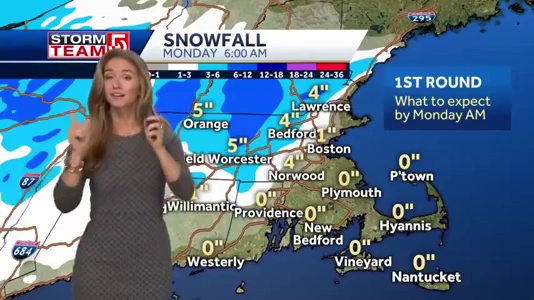 STORM
TEAM 5
SNOWFALL
MONDAY 6:00 AM
-1 1-3 3-6 6-12 12-18 18-24 24-36
295
1ST ROUND
What to expect
by Monday AM
4"
Lawrence
5"
Orange
4"
Bedford
1"
Boston
5"
ield Worcester
4"
Norwood
0"
P'town
0"
Plymouth
87
Willimantic
0"
Providence
0"
New
Bedford
0"
Hyannis
684
0"
Westerly
0"
Vineyard
0"
Nantucket